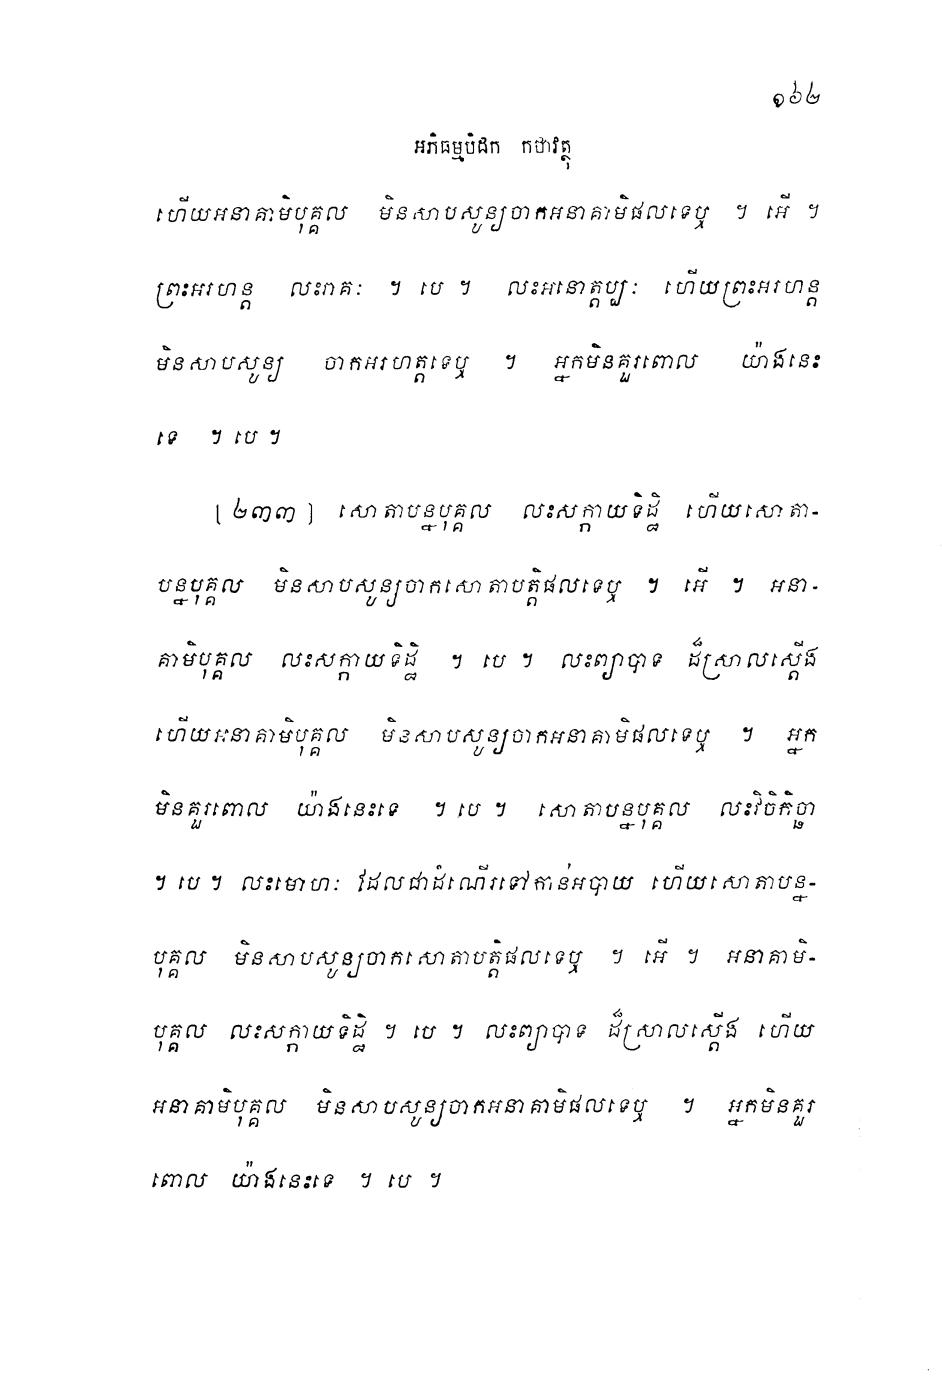 ១៦២
អភិធម្មបិដក កថាវត្ថុ
ហើយអនាគាមិបុគ្គល មិនសាបសូន្យចាកអនាគាមិផលទេឬ ។ អើ ។
ព្រះអរហន្ត លះរាគៈ ។ បេ ។ លះអនោត្តប្បៈ ហើយព្រះអរហន្ត
មិនសាបសូន្យ ចាកអរហត្តទេឬ ។ អ្នកមិនគួរពោល យ៉ាងនេះ
ទេ ។ បេ ។
[ ២៣៣ ] សោតាបន្នបុគ្គល លះសក្កាយទិដ្ឋិ ហើយសោតា-
បន្នបុគ្គល មិនសាបសូន្យចាកសោតាបត្តិផលទេឬ ។ អើ ។ អនា-
គាមិបុគ្គល លះសក្កាយទិដ្ឋិ ។ បេ ។ លះព្យាបាទ ដ៏ស្រាលស្តើង
ហើយអនាគាមិបុគ្គល មិនសាបសូន្យចាកអនាគាមិផលទេឬ ។ អ្នក
មិនគួរពោល យ៉ាងនេះទេ ។ បេ ។ សោតាបន្នបុគ្គល លះវិចិកិច្ឆា
។ បេ ។ លះមោហៈ ដែលជាដំណើរទៅកាន់អបាយ ហើយសោតាបន្ន-
បុគ្គល មិនសាបសូន្យចាកសោតាបត្តិផលទេឬ ។ អើ ។ អនាគាមិ-
បុគ្គល លះសក្កាយទិដ្ឋិ ។ បេ ។ លះព្យាបាទ ដ៏ស្រាលស្តើង ហើយ
អនាគាមិបុគ្គល មិនសាបសូន្យចាកអនាគាមិផលទេឬ ។ អ្នកមិនគួរ
ពោល យ៉ាងនេះទេ ។ បេ ។